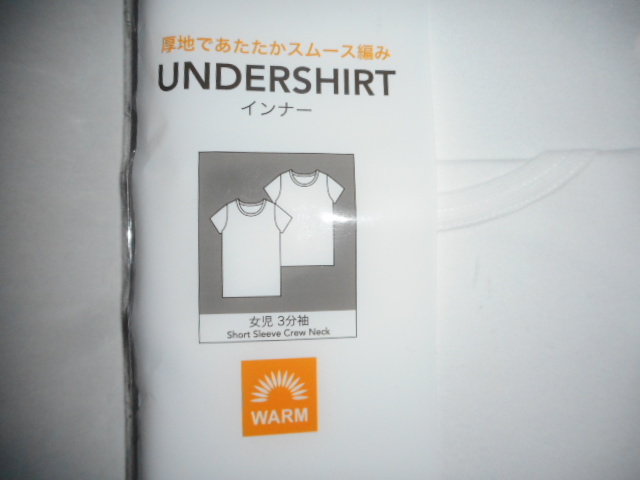 厚地であたたかスムース編み
UNDERSHIRT
インナー
女児 3分袖
Short Sleeve Crew Neck
WARM